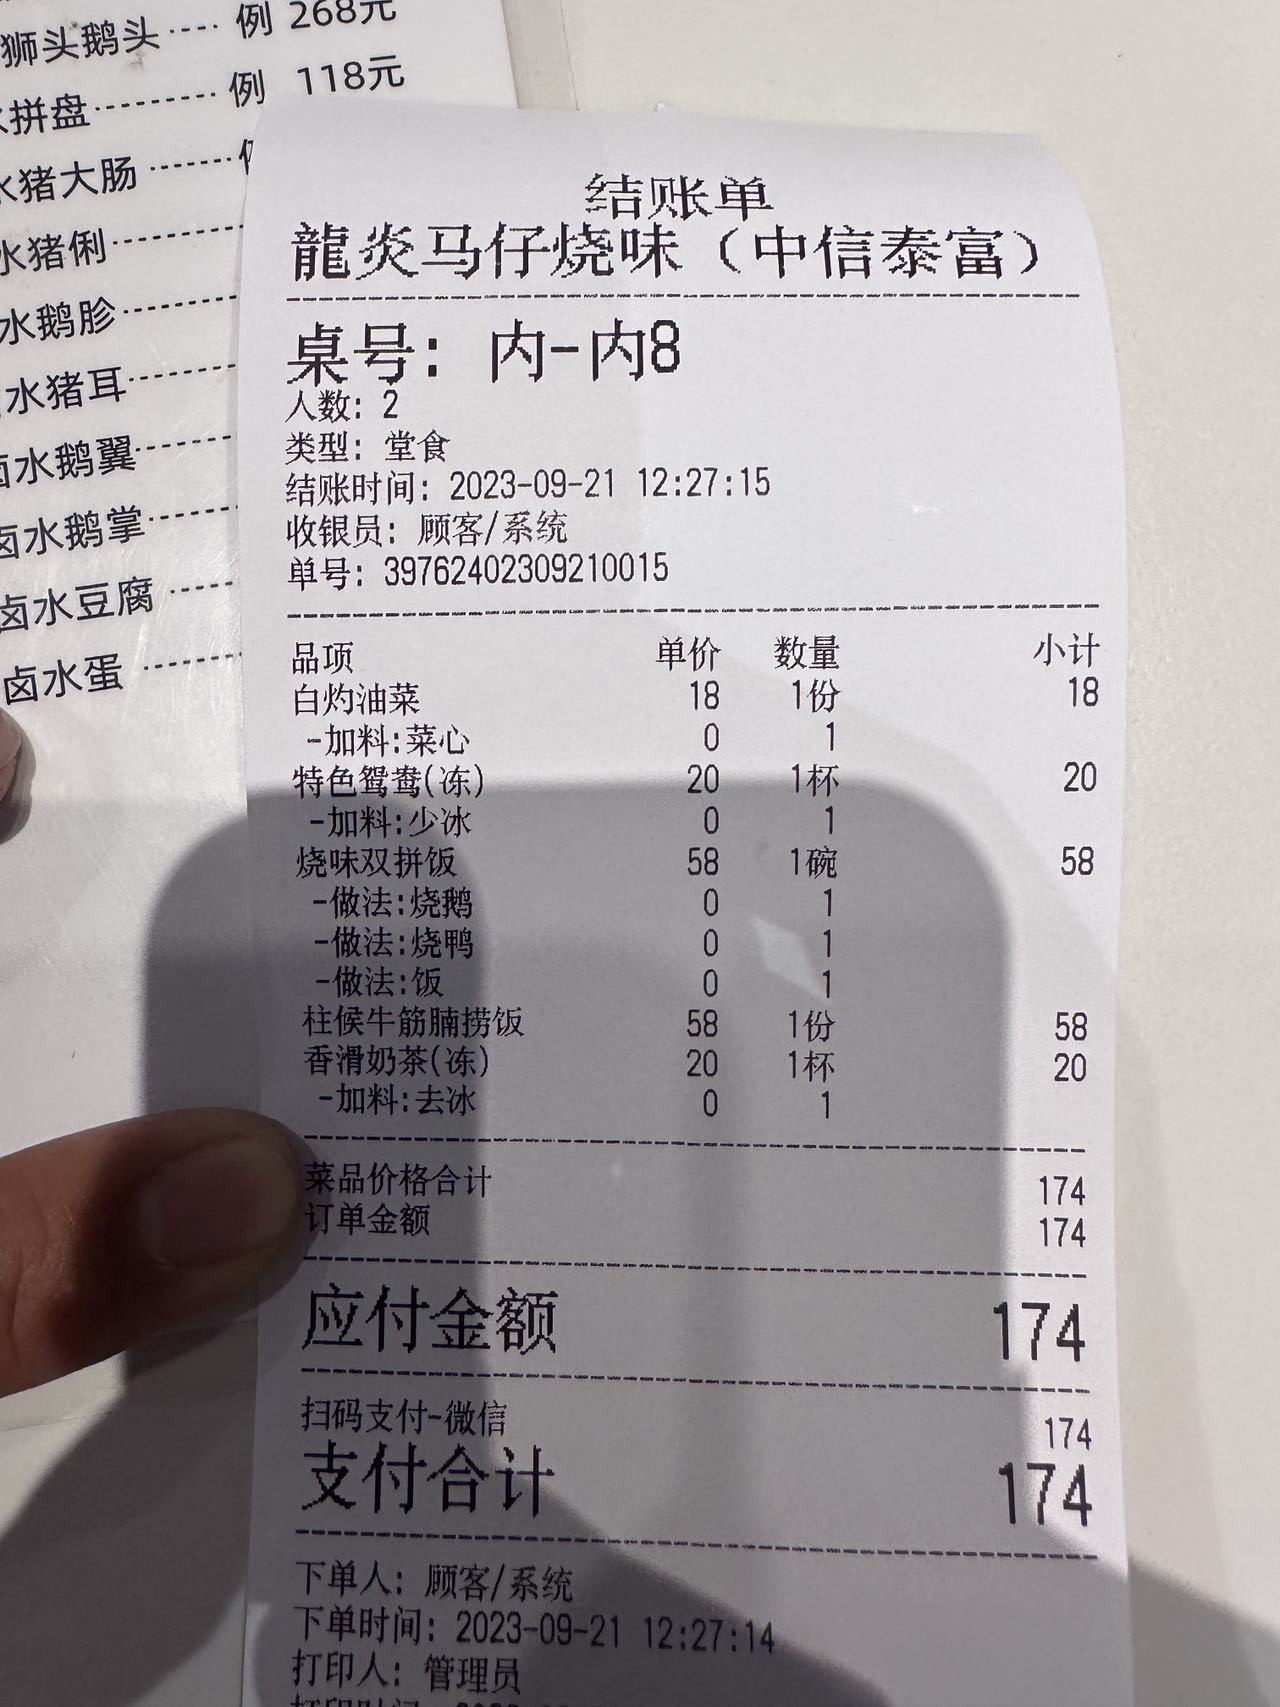 狮头鹅头 ---- 例 268元
拼盘 --------- 例 118元
水猪大肠 -------
水猪俐
水鹅胗
水猪耳
卤水鹅翼
卤水鹅掌
卤水豆腐
卤水蛋
结账单
龍炎马仔烧味（中信泰富）
桌号: 内-内8
人数: 2
类型: 堂食
结账时间: 2023-09-21 12:27:15
收银员: 顾客/系统
单号: 39762402309210015
品项 单价 数量 小计
白灼油菜 18 1份 18
-加料:菜心 0 1
特色鸳鸯(冻) 20 1杯 20
-加料:少冰 0 1
烧味双拼饭 58 1碗 58
-做法:烧鹅 0 1
-做法:烧鸭 0 1
-做法:饭 0 1
柱候牛筋腩捞饭 58 1份 58
香滑奶茶(冻) 20 1杯 20
-加料:去冰 0 1
菜品价格合计 174
订单金额 174
应付金额 174
扫码支付-微信 174
支付合计 174
下单人: 顾客/系统
下单时间: 2023-09-21 12:27:14
打印人: 管理员